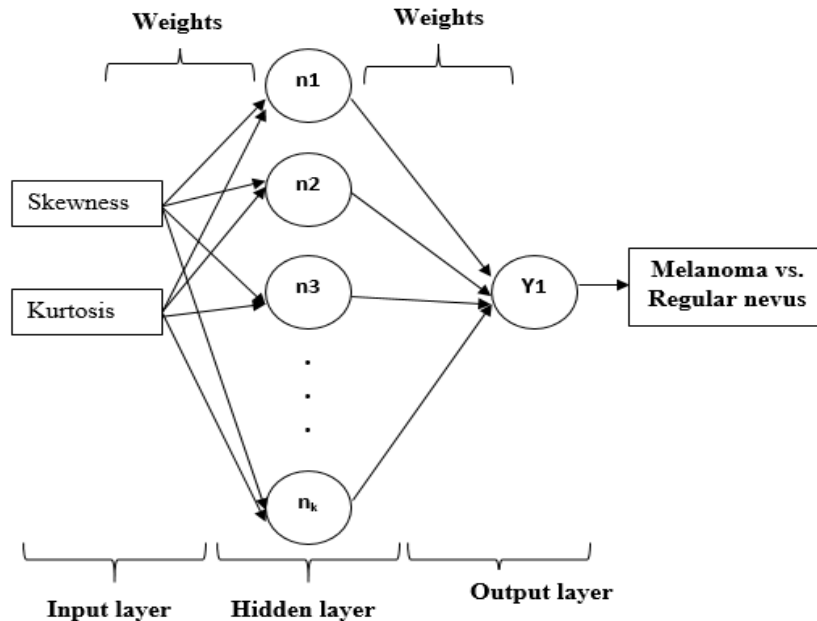 Weights
Weights
n1
Skewness
n2
Kurtosis
n3
Y1
Melanoma vs.
Regular nevus
.
.
.
nₖ
Input layer
Hidden layer
Output layer